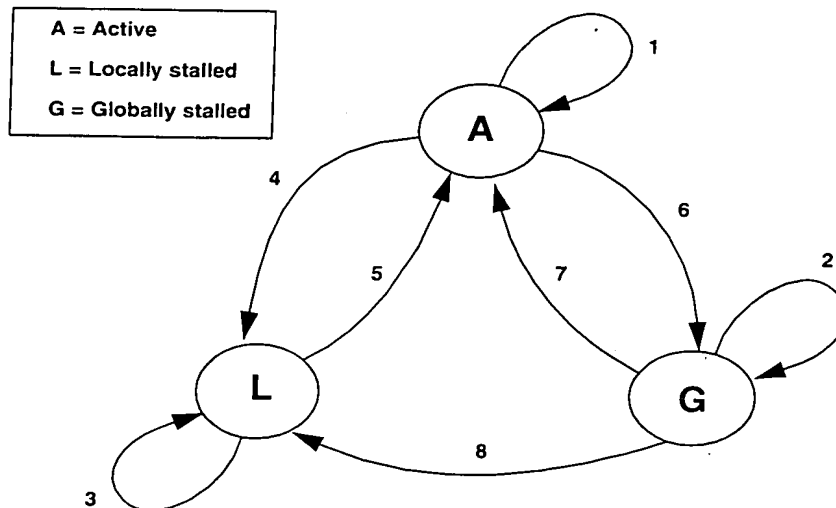 A = Active
L = Locally stalled
G = Globally stalled
1
A
4
6
2
5
7
L
G
8
3